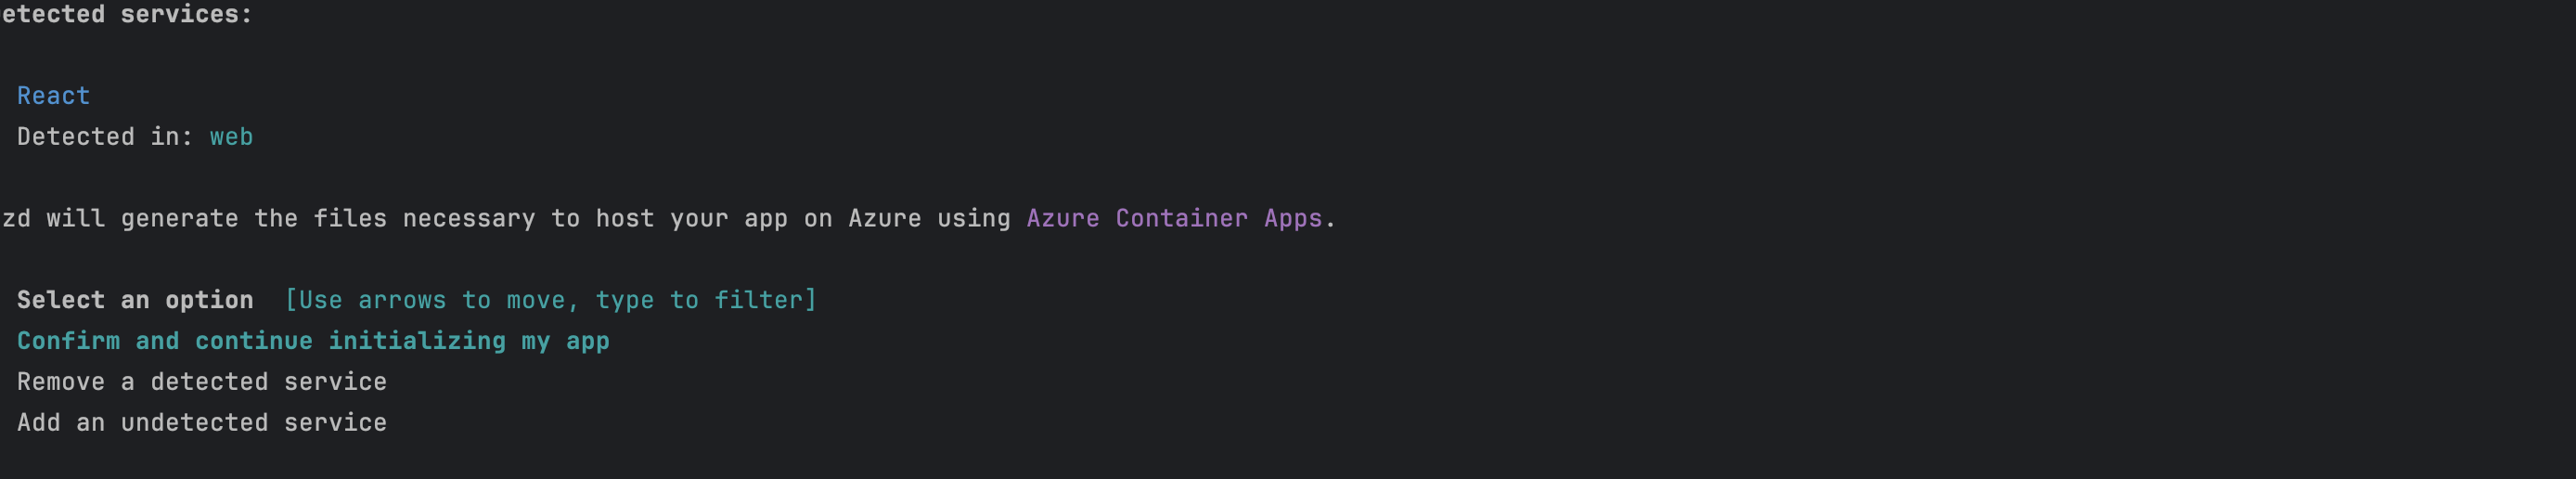 etected services:
React
Detected in: web
zd will generate the files necessary to host your app on Azure using Azure Container Apps.
Select an option  [Use arrows to move, type to filter]
Confirm and continue initializing my app
Remove a detected service
Add an undetected service